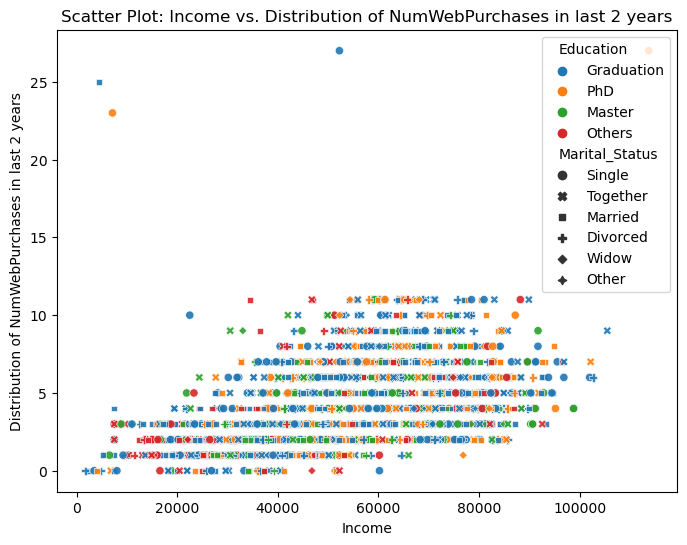 Scatter Plot: Income vs. Distribution of NumWebPurchases in last 2 years
Distribution of NumWebPurchases in last 2 years
25
20
15
10
5
0
Education
Graduation
PhD
Master
Others
Marital_Status
Single
Together
Married
Divorced
Widow
Other
0 20000 40000 60000 80000 100000
Income